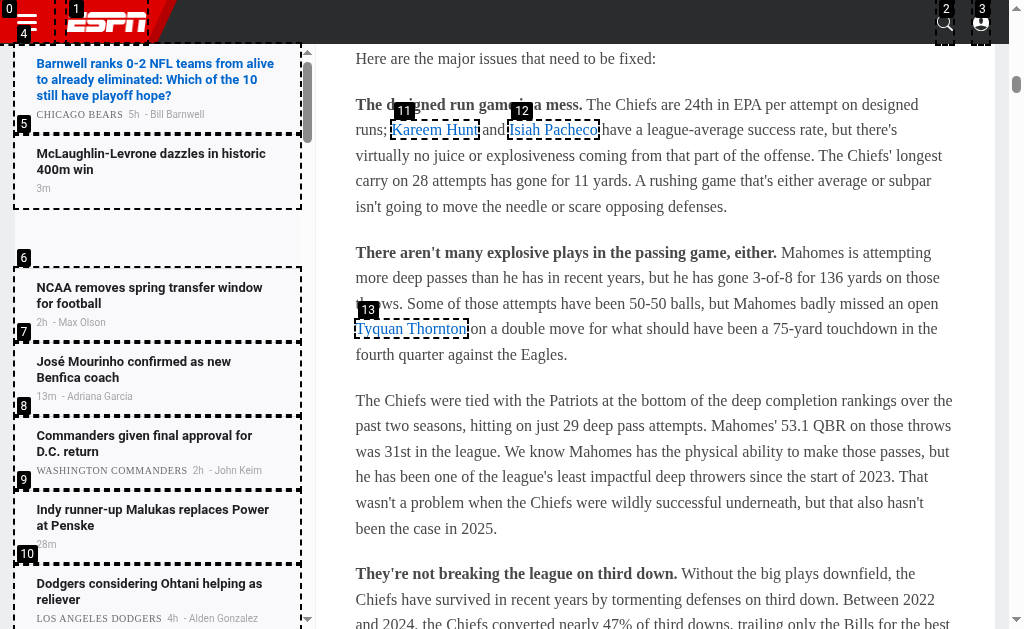 0
1
ESPN
2
3
4
Barnwell ranks 0-2 NFL teams from alive
to already eliminated: Which of the 10
still have playoff hope?
CHICAGO BEARS 5h - Bill Barnwell
5
McLaughlin-Levrone dazzles in historic
400m win
3m
6
NCAA removes spring transfer window
for football
2h - Max Olson
7
José Mourinho confirmed as new
Benfica coach
13m - Adriana Garcia
8
Commanders given final approval for
D.C. return
WASHINGTON COMMANDERS 2h - John Keim
9
Indy runner-up Malukas replaces Power
at Penske
28m
10
Dodgers considering Ohtani helping as
reliever
LOS ANGELES DODGERS 4h - Alden Gonzalez
Here are the major issues that need to be fixed:
The designed run game is a mess. The Chiefs are 24th in EPA per attempt on designed
11
12
runs; Kareem Hunt and Isiah Pacheco have a league-average success rate, but there's
virtually no juice or explosiveness coming from that part of the offense. The Chiefs' longest
carry on 28 attempts has gone for 11 yards. A rushing game that's either average or subpar
isn't going to move the needle or scare opposing defenses.
There aren't many explosive plays in the passing game, either. Mahomes is attempting
more deep passes than he has in recent years, but he has gone 3-of-8 for 136 yards on those
throws. Some of those attempts have been 50-50 balls, but Mahomes badly missed an open
13
Tyquan Thornton on a double move for what should have been a 75-yard touchdown in the
fourth quarter against the Eagles.
The Chiefs were tied with the Patriots at the bottom of the deep completion rankings over the
past two seasons, hitting on just 29 deep pass attempts. Mahomes' 53.1 QBR on those throws
was 31st in the league. We know Mahomes has the physical ability to make those passes, but
he has been one of the league's least impactful deep throwers since the start of 2023. That
wasn't a problem when the Chiefs were wildly successful underneath, but that also hasn't
been the case in 2025.
They're not breaking the league on third down. Without the big plays downfield, the
Chiefs have survived in recent years by tormenting defenses on third down. Between 2022
and 2024, the Chiefs converted nearly 47% of third downs, trailing only the Bills for the best